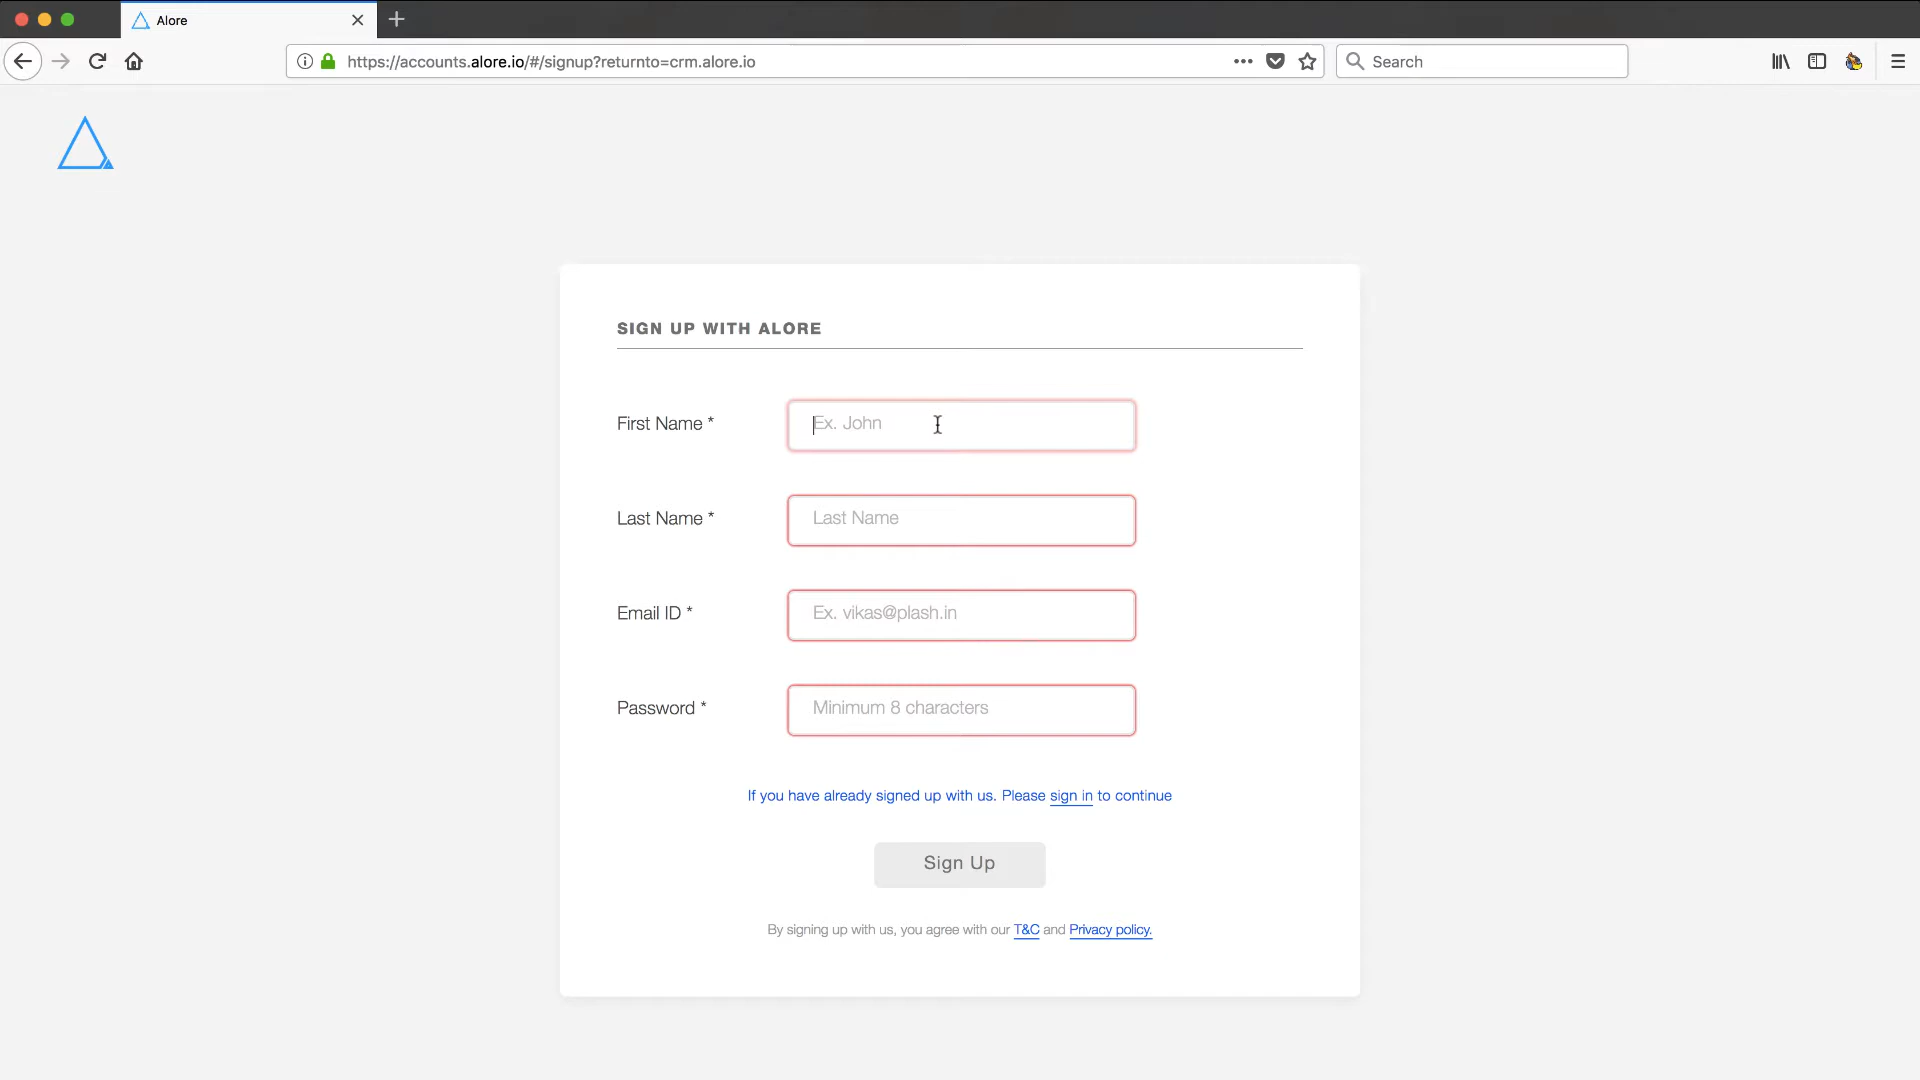 Alore
https://accounts.alore.io/#/signup?returnto=crm.alore.io
Search
SIGN UP WITH ALORE
First Name *
Ex. John
Last Name *
Last Name
Email ID *
Ex. vikas@plash.in
Password *
Minimum 8 characters
If you have already signed up with us. Please sign in to continue
Sign Up
By signing up with us, you agree with our T&C and Privacy policy.